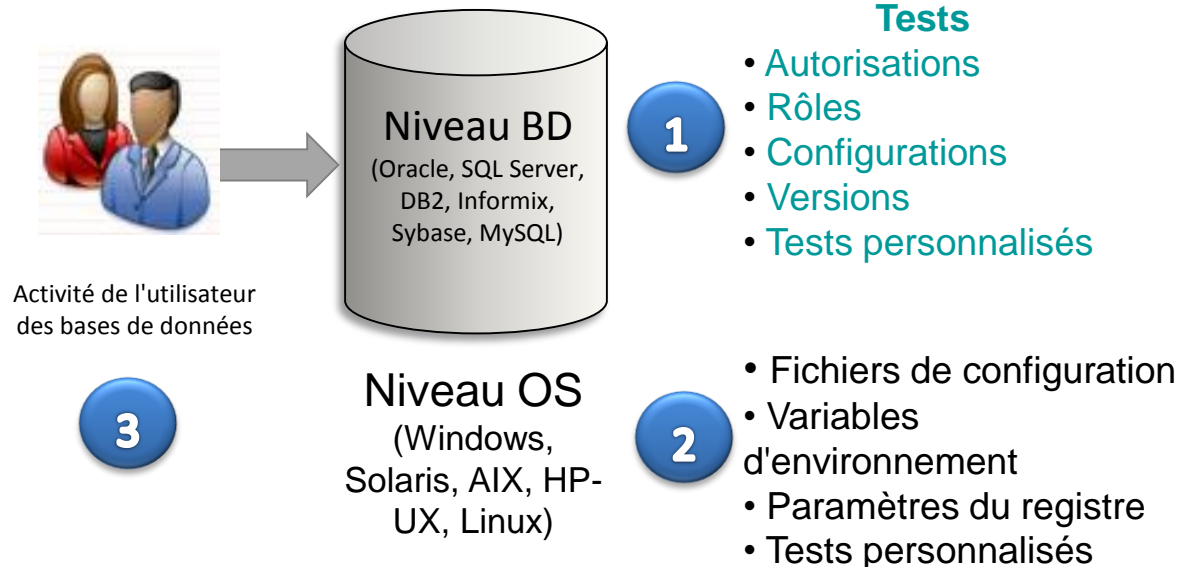 Tests
• Autorisations
• Rôles
• Configurations
• Versions
• Tests personnalisés
1
Niveau BD
(Oracle, SQL Server,
DB2, Informix,
Sybase, MySQL)
Activité de l'utilisateur
des bases de données
3
Niveau OS
(Windows,
Solaris, AIX, HP-
UX, Linux)
2
• Fichiers de configuration
• Variables
d'environnement
• Paramètres du registre
• Tests personnalisés